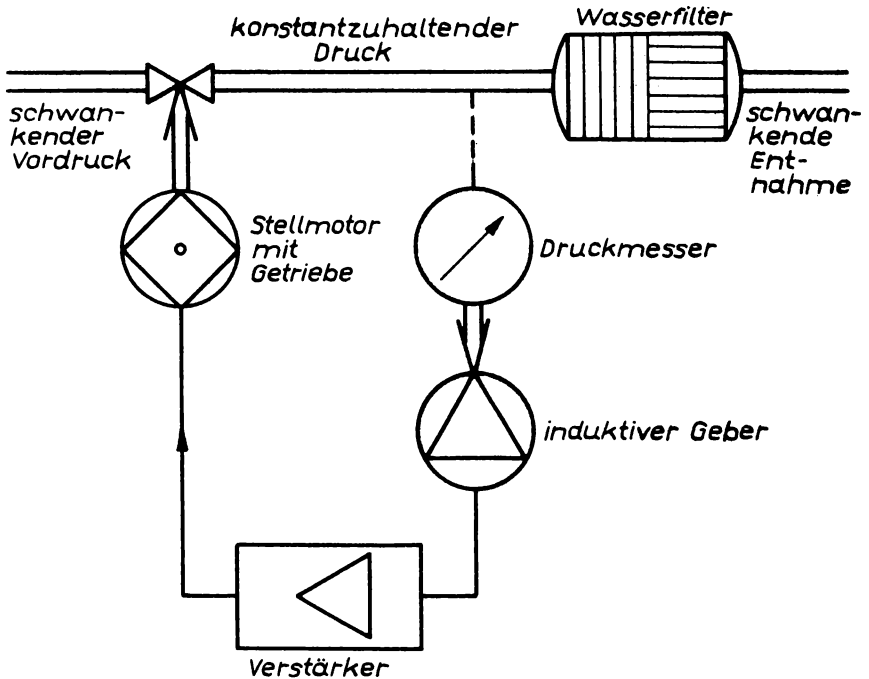 Wasserfilter
konstantzuhaltender
Druck
schwan-
kender
Vordruck
schwan-
kende
Ent-
nahme
Stellmotor
mit
Getriebe
Druckmesser
induktiver Geber
Verstärker